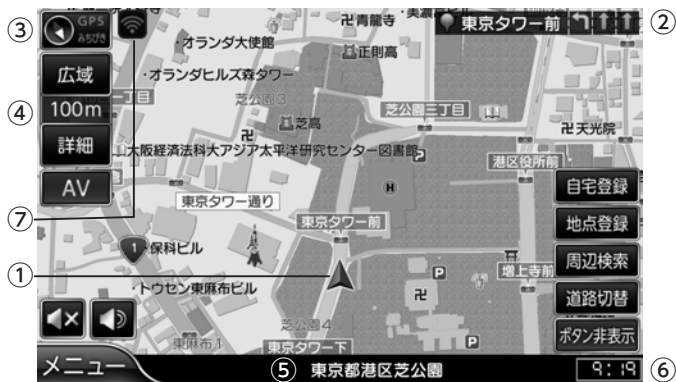 ③ GPS みちびき
卍青龍寺
東京タワー前 ②
・オランダ大使館
正則高
広域
・オランダヒルズ森タワー
芝公園3
④ 100m
芝公園三丁目
芝高
卍天光院
詳細
大阪経済法科大アジア太平洋研究センター図書館
P
港区役所前
AV
H
自宅登録
⑦
東京タワー通り
東京タワー前
地点登録
1
保科ビル
周辺検索
①
P
増上寺前
・トウセン東麻布ビル
卍
道路切替
芝公園4
P
ボタン非表示
東麻布1
東京タワー下
メニュー
⑤ 東京都港区芝公園
9:19 ⑥